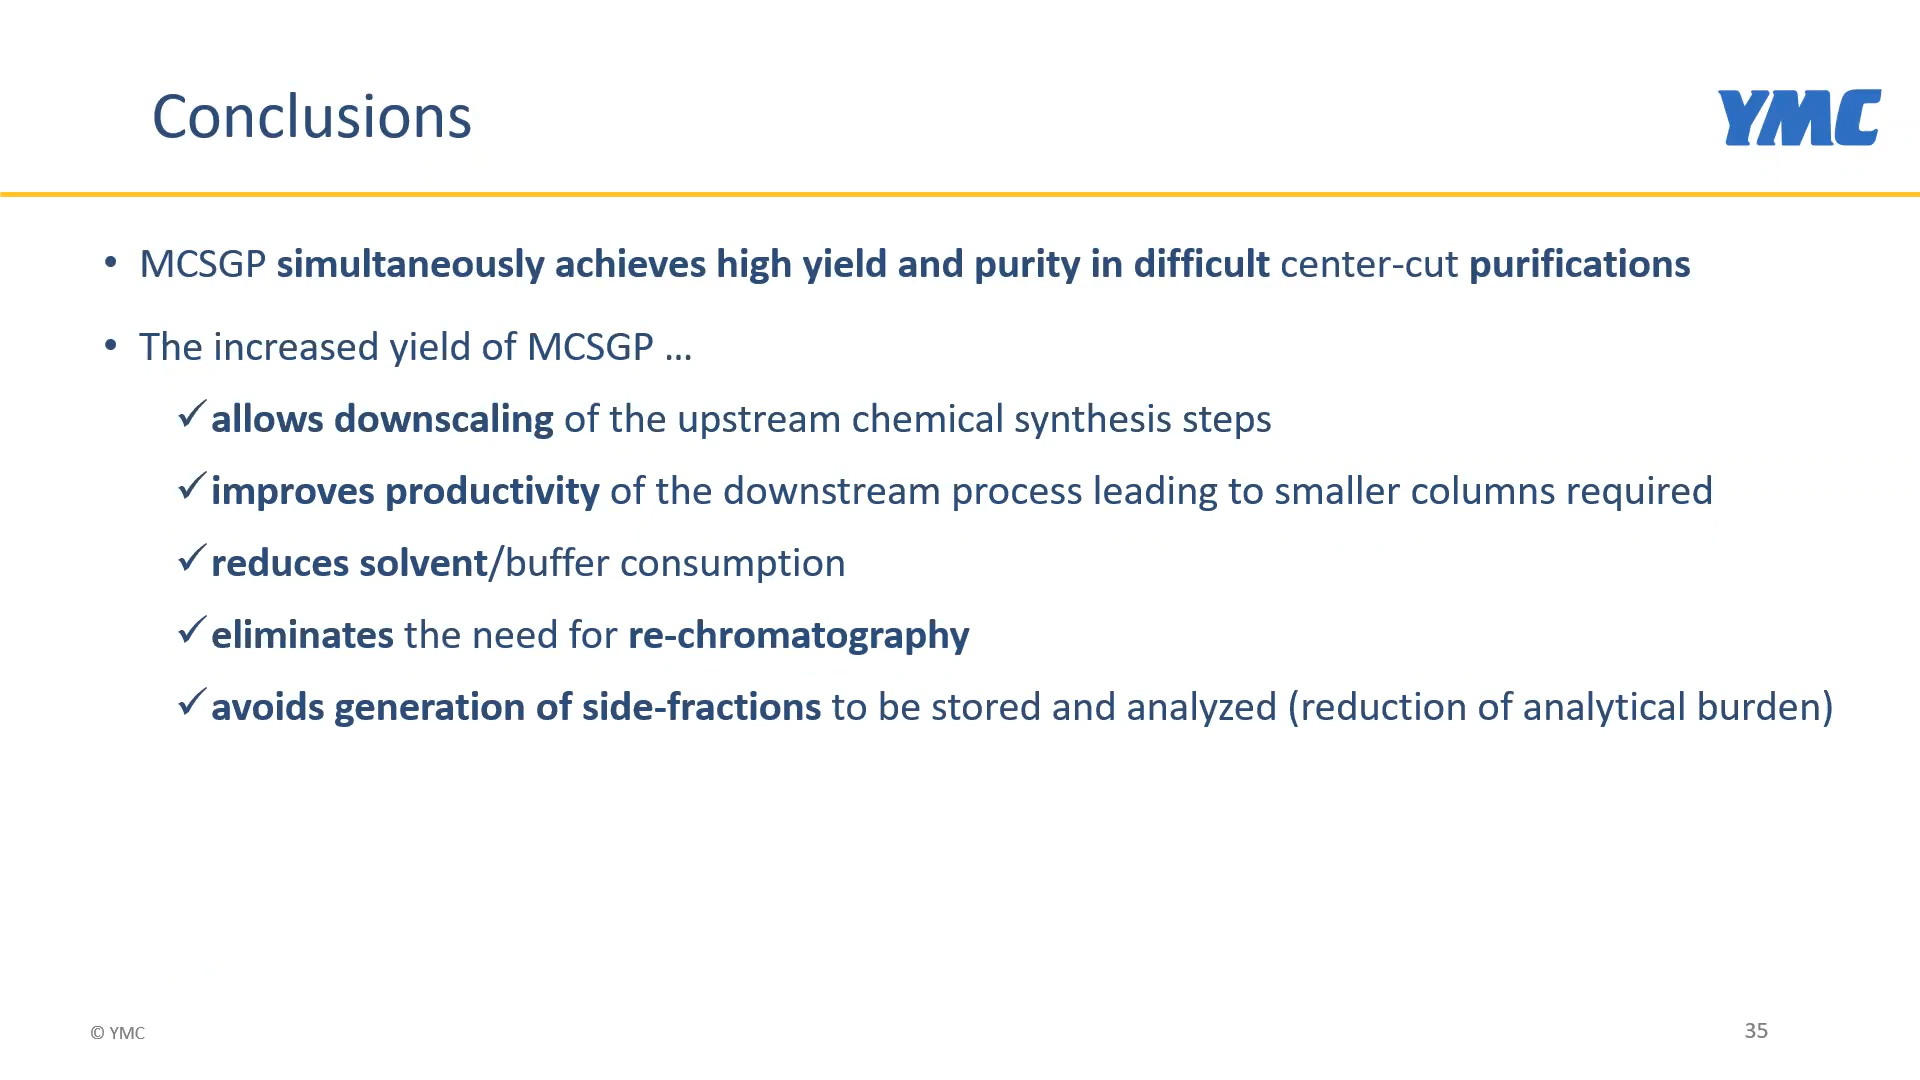 Conclusions
YMC
• MCSGP simultaneously achieves high yield and purity in difficult center-cut purifications
• The increased yield of MCSGP ...
✓ allows downscaling of the upstream chemical synthesis steps
✓ improves productivity of the downstream process leading to smaller columns required
✓ reduces solvent/buffer consumption
✓ eliminates the need for re-chromatography
✓ avoids generation of side-fractions to be stored and analyzed (reduction of analytical burden)
© YMC
35